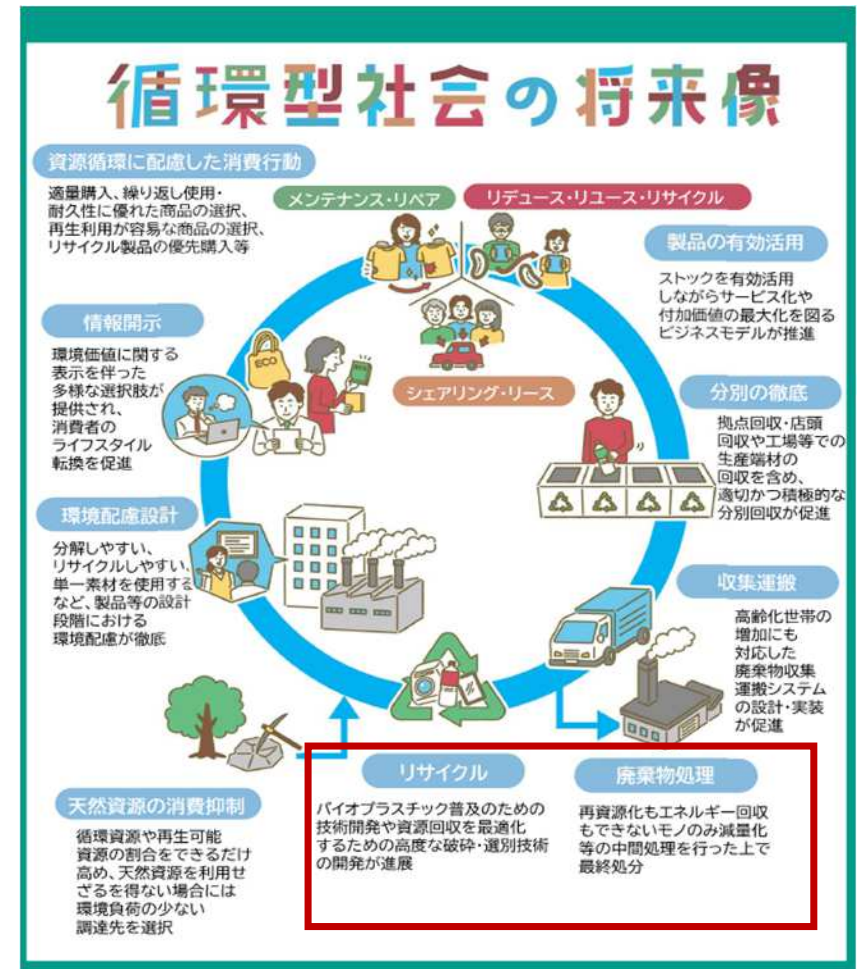 循環型社会の将来像
資源循環に配慮した消費行動
適量購入、繰り返し使用・
耐久性に優れた商品の選択、
再生利用が容易な商品の選択、
リサイクル製品の優先購入等
メンテナンス・リペア
リデュース・リユース・リサイクル
製品の有効活用
ストックを有効活用
しながらサービス化や
付加価値の最大化を図る
ビジネスモデルが推進
情報開示
環境価値に関する
表示を伴った
多様な選択肢が
提供され、
消費者の
ライフスタイル
転換を促進
ECO
シェアリング・リース
分別の徹底
拠点回収・店頭
回収や工場等での
生産端材の
回収を含め、
適切かつ積極的な
分別回収が促進
環境配慮設計
分解しやすい、
リサイクルしやすい、
単一素材を使用する
など、製品等の設計
段階における
環境配慮が徹底
収集運搬
高齢化世帯の
増加にも
対応した
廃棄物収集
運搬システム
の設計・実装
が促進
天然資源の消費抑制
循環資源や再生可能
資源の割合をできるだけ
高め、天然資源を利用せ
ざるを得ない場合には
環境負荷の少ない
調達先を選択
リサイクル
バイオプラスチック普及のための
技術開発や資源回収を最適化
するための高度な破砕・選別技術
の開発が進展
廃棄物処理
再資源化もエネルギー回収
もできないモノのみ減量化
等の中間処理を行った上で
最終処分